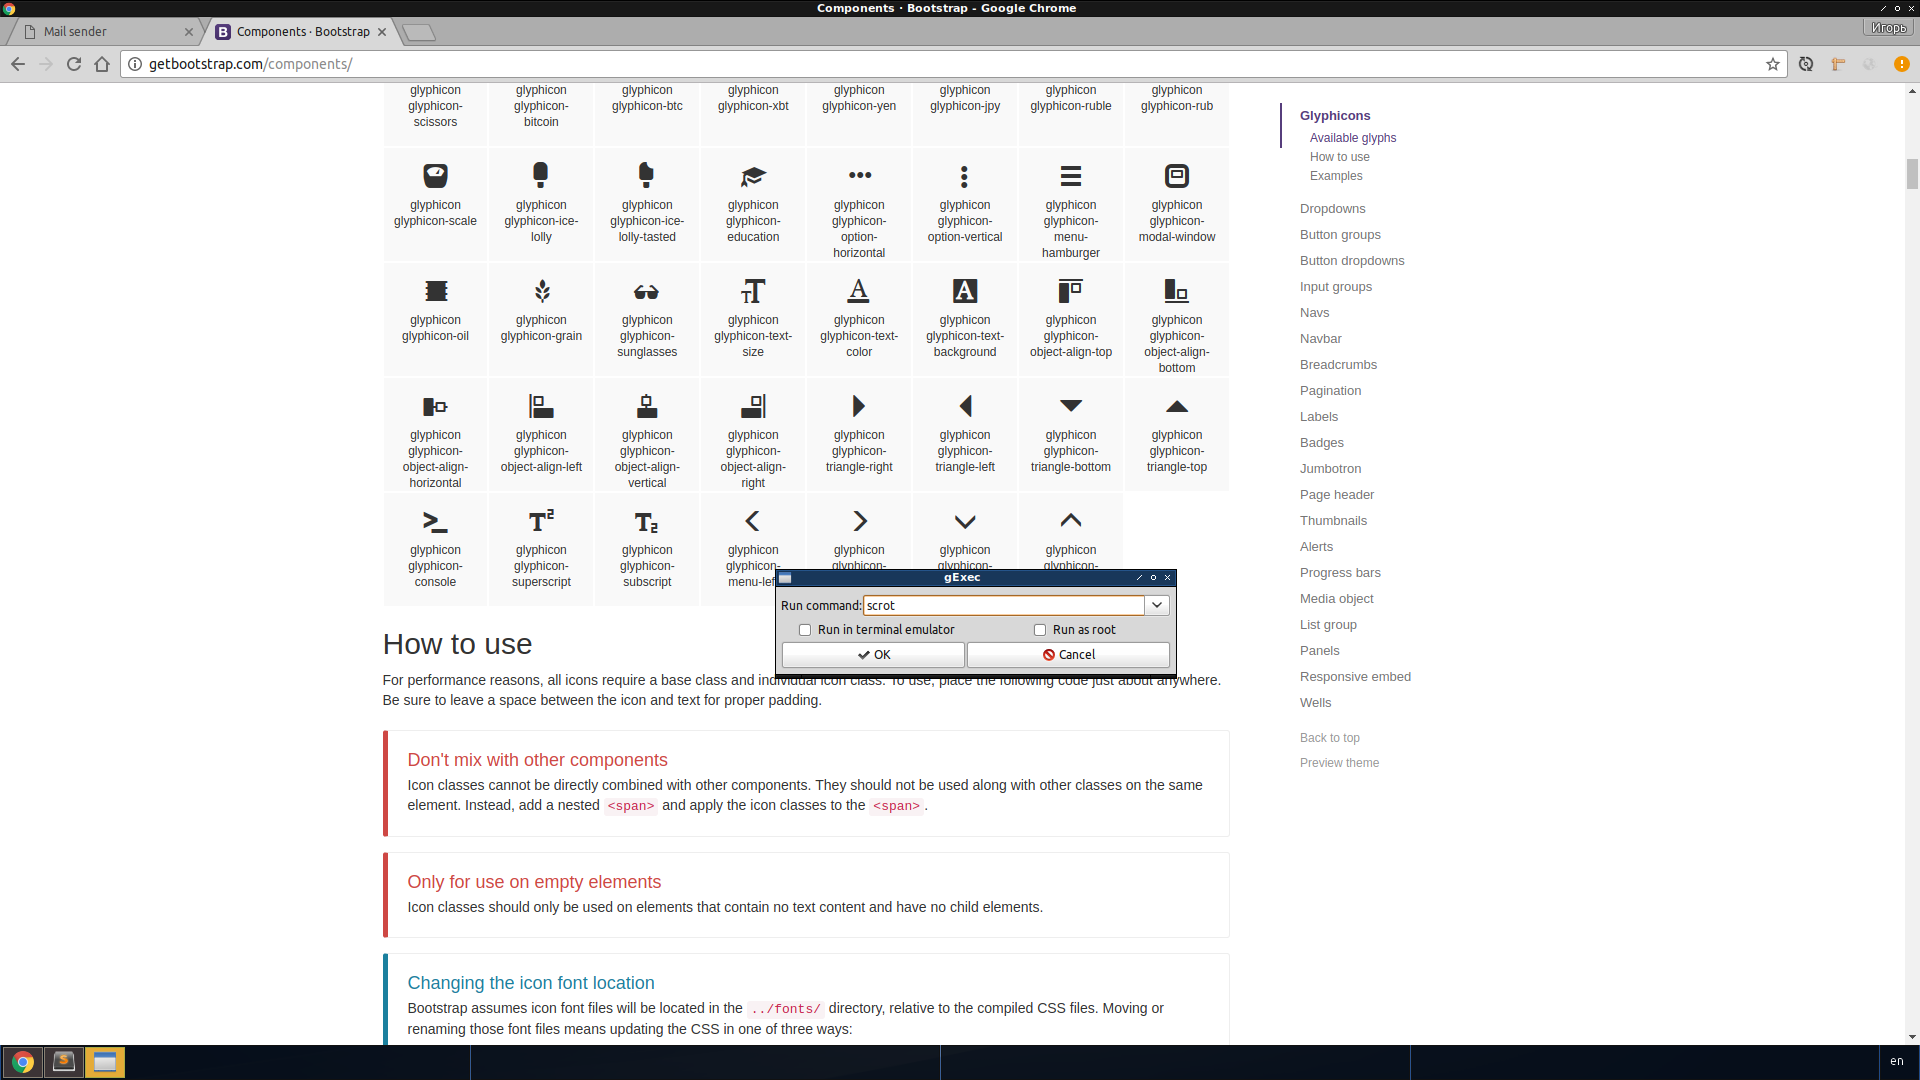 Components · Bootstrap - Google Chrome
Mail sender
Components · Bootstrap
Игорь
getbootstrap.com/components/
glyphicon glyphicon-scissors
glyphicon glyphicon-bitcoin
glyphicon glyphicon-btc
glyphicon glyphicon-xbt
glyphicon glyphicon-yen
glyphicon glyphicon-jpy
glyphicon glyphicon-ruble
glyphicon glyphicon-rub
glyphicon glyphicon-scale
glyphicon glyphicon-ice-lolly
glyphicon glyphicon-ice-lolly-tasted
glyphicon glyphicon-education
glyphicon glyphicon-option-horizontal
glyphicon glyphicon-option-vertical
glyphicon glyphicon-menu-hamburger
glyphicon glyphicon-modal-window
glyphicon glyphicon-oil
glyphicon glyphicon-grain
glyphicon glyphicon-sunglasses
glyphicon glyphicon-text-size
glyphicon glyphicon-text-color
glyphicon glyphicon-text-background
glyphicon glyphicon-object-align-top
glyphicon glyphicon-object-align-bottom
glyphicon glyphicon-object-align-horizontal
glyphicon glyphicon-object-align-left
glyphicon glyphicon-object-align-vertical
glyphicon glyphicon-object-align-right
glyphicon glyphicon-triangle-right
glyphicon glyphicon-triangle-left
glyphicon glyphicon-triangle-bottom
glyphicon glyphicon-triangle-top
glyphicon glyphicon-console
glyphicon glyphicon-superscript
glyphicon glyphicon-subscript
glyphicon glyphicon-menu-lef
glyphicon glyphicon-
glyphicon glyphicon-
glyphicon glyphicon-
gExec
Run command: scrot
Run in terminal emulator
Run as root
OK
Cancel
How to use
For performance reasons, all icons require a base class and individual icon class. To use, place the following code just about anywhere.
Be sure to leave a space between the icon and text for proper padding.
Don't mix with other components
Icon classes cannot be directly combined with other components. They should not be used along with other classes on the same
element. Instead, add a nested <span> and apply the icon classes to the <span>.
Only for use on empty elements
Icon classes should only be used on elements that contain no text content and have no child elements.
Changing the icon font location
Bootstrap assumes icon font files will be located in the ../fonts/ directory, relative to the compiled CSS files. Moving or
renaming those font files means updating the CSS in one of three ways:
Glyphicons
Available glyphs
How to use
Examples
Dropdowns
Button groups
Button dropdowns
Input groups
Navs
Navbar
Breadcrumbs
Pagination
Labels
Badges
Jumbotron
Page header
Thumbnails
Alerts
Progress bars
Media object
List group
Panels
Responsive embed
Wells
Back to top
Preview theme
en